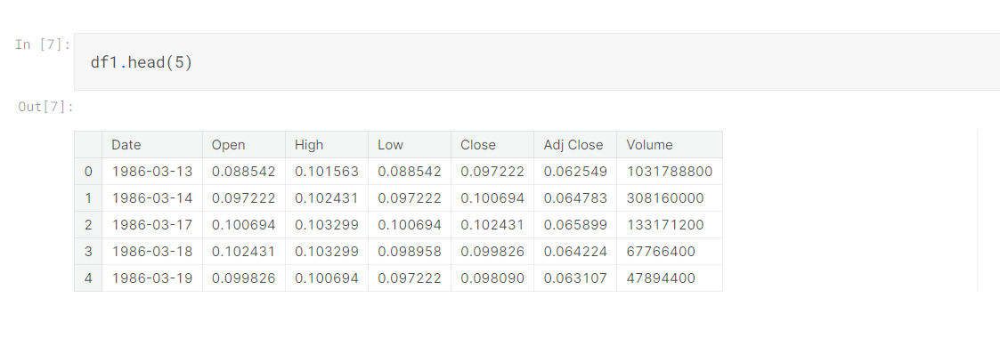 In [7]:
df1.head(5)
Out[7]:
Date Open High Low Close Adj Close Volume
0 1986-03-13 0.088542 0.101563 0.088542 0.097222 0.062549 1031788800
1 1986-03-14 0.097222 0.102431 0.097222 0.100694 0.064783 308160000
2 1986-03-17 0.100694 0.103299 0.100694 0.102431 0.065899 133171200
3 1986-03-18 0.102431 0.103299 0.098958 0.099826 0.064224 67766400
4 1986-03-19 0.099826 0.100694 0.097222 0.098090 0.063107 47894400